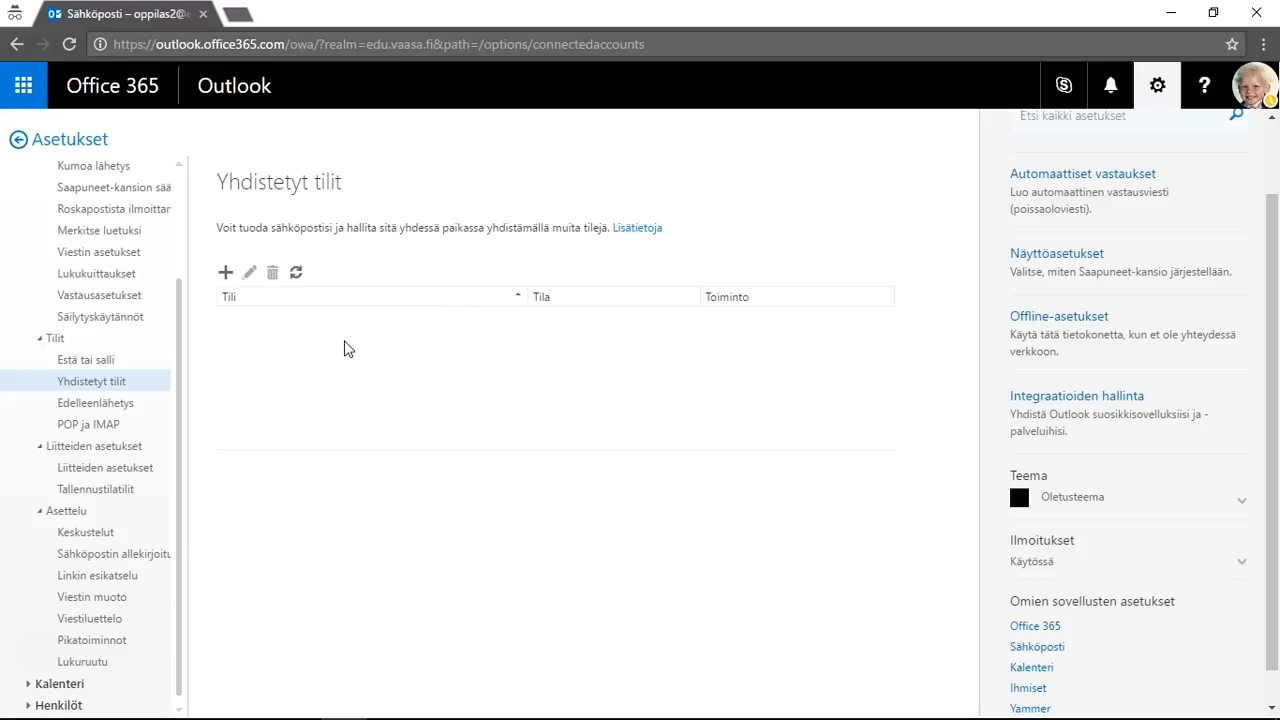 Sähköposti – oppilas2@
https://outlook.office365.com/owa/?realm=edu.vaasa.fi&path=/options/connectedaccounts
Office 365
Outlook
?
Asetukset
Kumoa lähetys
Saapuneet-kansion sää
Roskapostista ilmoittar
Merkitse luetuksi
Viestin asetukset
Lukukuittaukset
Vastausasetukset
Säilytyskäytännöt
Tilit
Estä tai salli
Yhdistetyt tilit
Edelleenlähetys
POP ja IMAP
Liitteiden asetukset
Liitteiden asetukset
Tallennustilatilit
Asettelu
Keskustelut
Sähköpostin allekirjoitu
Linkin esikatselu
Viestin muoto
Viestiluettelo
Pikatoiminnot
Lukuruutu
Kalenteri
Henkilöt
Yhdistetyt tilit
Voit tuoda sähköpostisi ja hallita sitä yhdessä paikassa yhdistämällä muita tilejä. Lisätietoja
Tili Tila Toiminto
Etsi kaikki asetukset
Automaattiset vastaukset
Luo automaattinen vastausviesti
(poissaoloviesti).
Näyttöasetukset
Valitse, miten Saapuneet-kansio järjestellään.
Offline-asetukset
Käytä tätä tietokonetta, kun et ole yhteydessä
verkkoon.
Integraatioiden hallinta
Yhdistä Outlook suosikkisovelluksiisi ja -
palveluihisi.
Teema
Oletusteema
Ilmoitukset
Käytössä
Omien sovellusten asetukset
Office 365
Sähköposti
Kalenteri
Ihmiset
Yammer